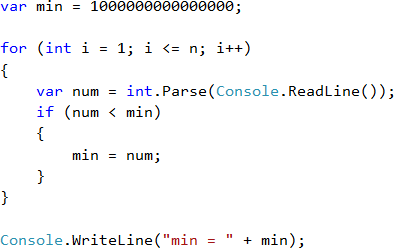 var min = 1000000000000000;
for (int i = 1; i <= n; i++)
{
    var num = int.Parse(Console.ReadLine());
    if (num < min)
    {
        min = num;
    }
}
Console.WriteLine("min = " + min);